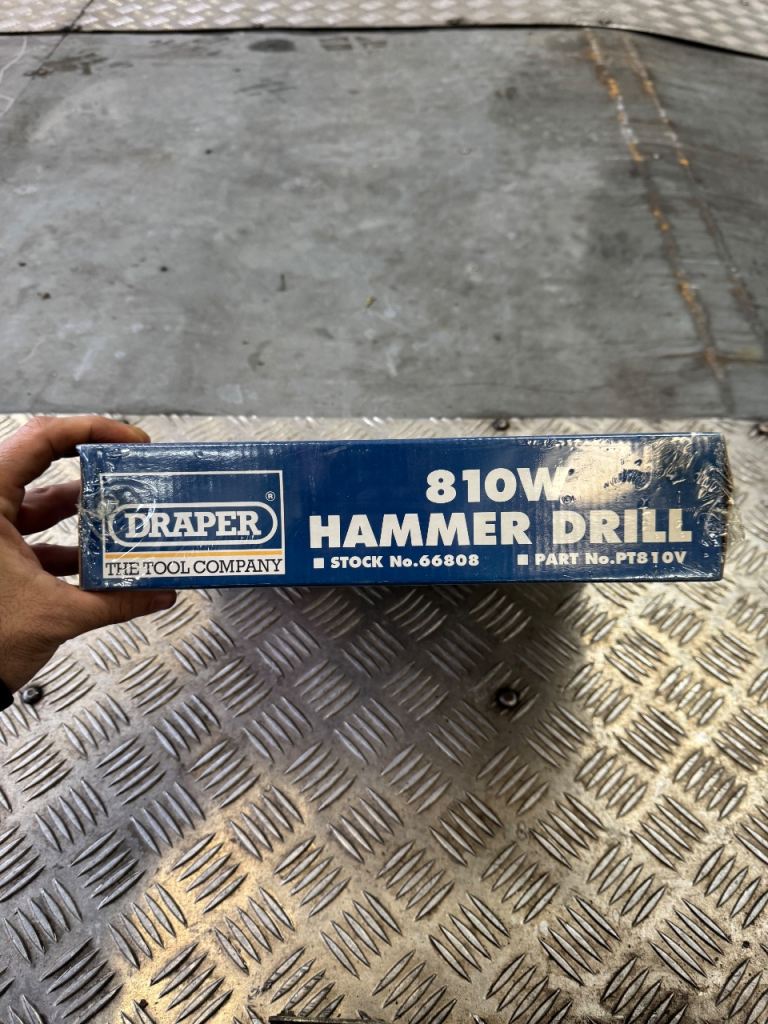 DRAPER®
THE TOOL COMPANY
810W
HAMMER DRILL
■ STOCK No.66808 ■ PART No.PT810V